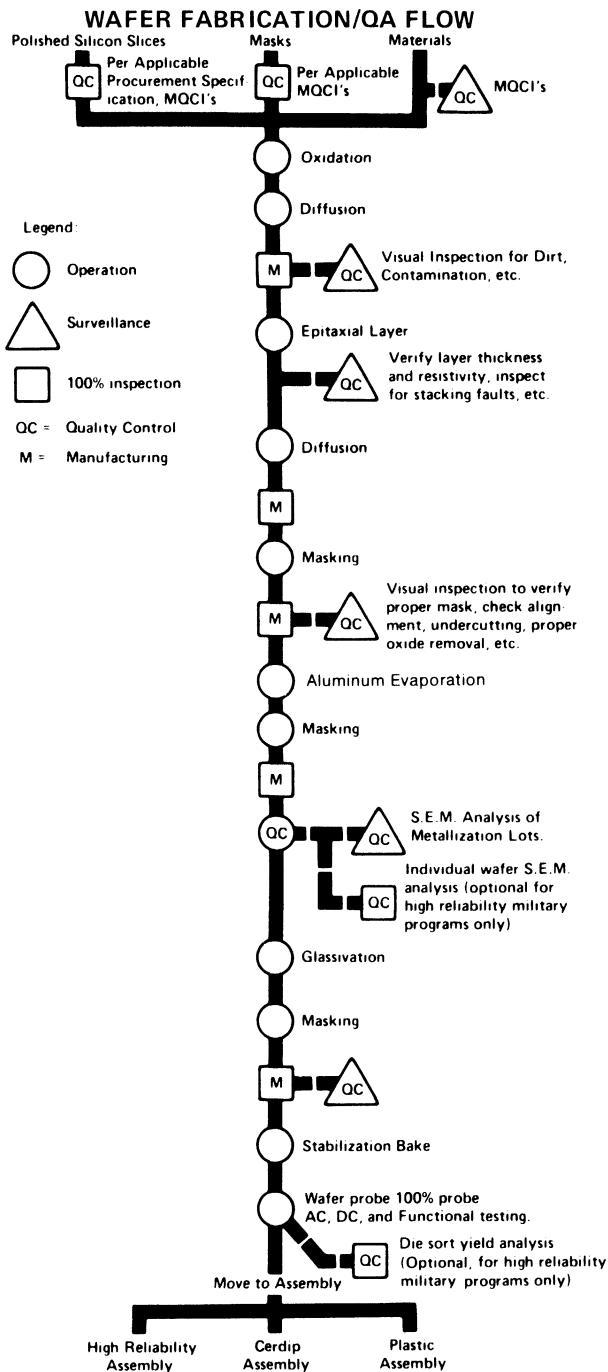 WAFER FABRICATION/QA FLOW
Polished Silicon Slices
Masks
Materials
QC
Per Applicable
Procurement Specif-
ication, MQCI's
QC
Per Applicable
MQCI's
QC
MQCI's
Oxidation
Diffusion
Legend:
Operation
Surveillance
100% inspection
QC = Quality Control
M = Manufacturing
M
QC
Visual Inspection for Dirt,
Contamination, etc.
Epitaxial Layer
QC
Verify layer thickness
and resistivity, inspect
for stacking faults, etc.
Diffusion
M
Masking
M
QC
Visual inspection to verify
proper mask, check align-
ment, undercutting, proper
oxide removal, etc.
Aluminum Evaporation
Masking
M
QC
QC
S.E.M. Analysis of
Metallization Lots.
QC
Individual wafer S.E.M.
analysis (optional for
high reliability military
programs only)
Glassivation
Masking
M
QC
Stabilization Bake
Wafer probe 100% probe
AC, DC, and Functional testing.
QC
Die sort yield analysis
(Optional, for high reliability
military programs only)
Move to Assembly
High Reliability
Assembly
Cerdip
Assembly
Plastic
Assembly